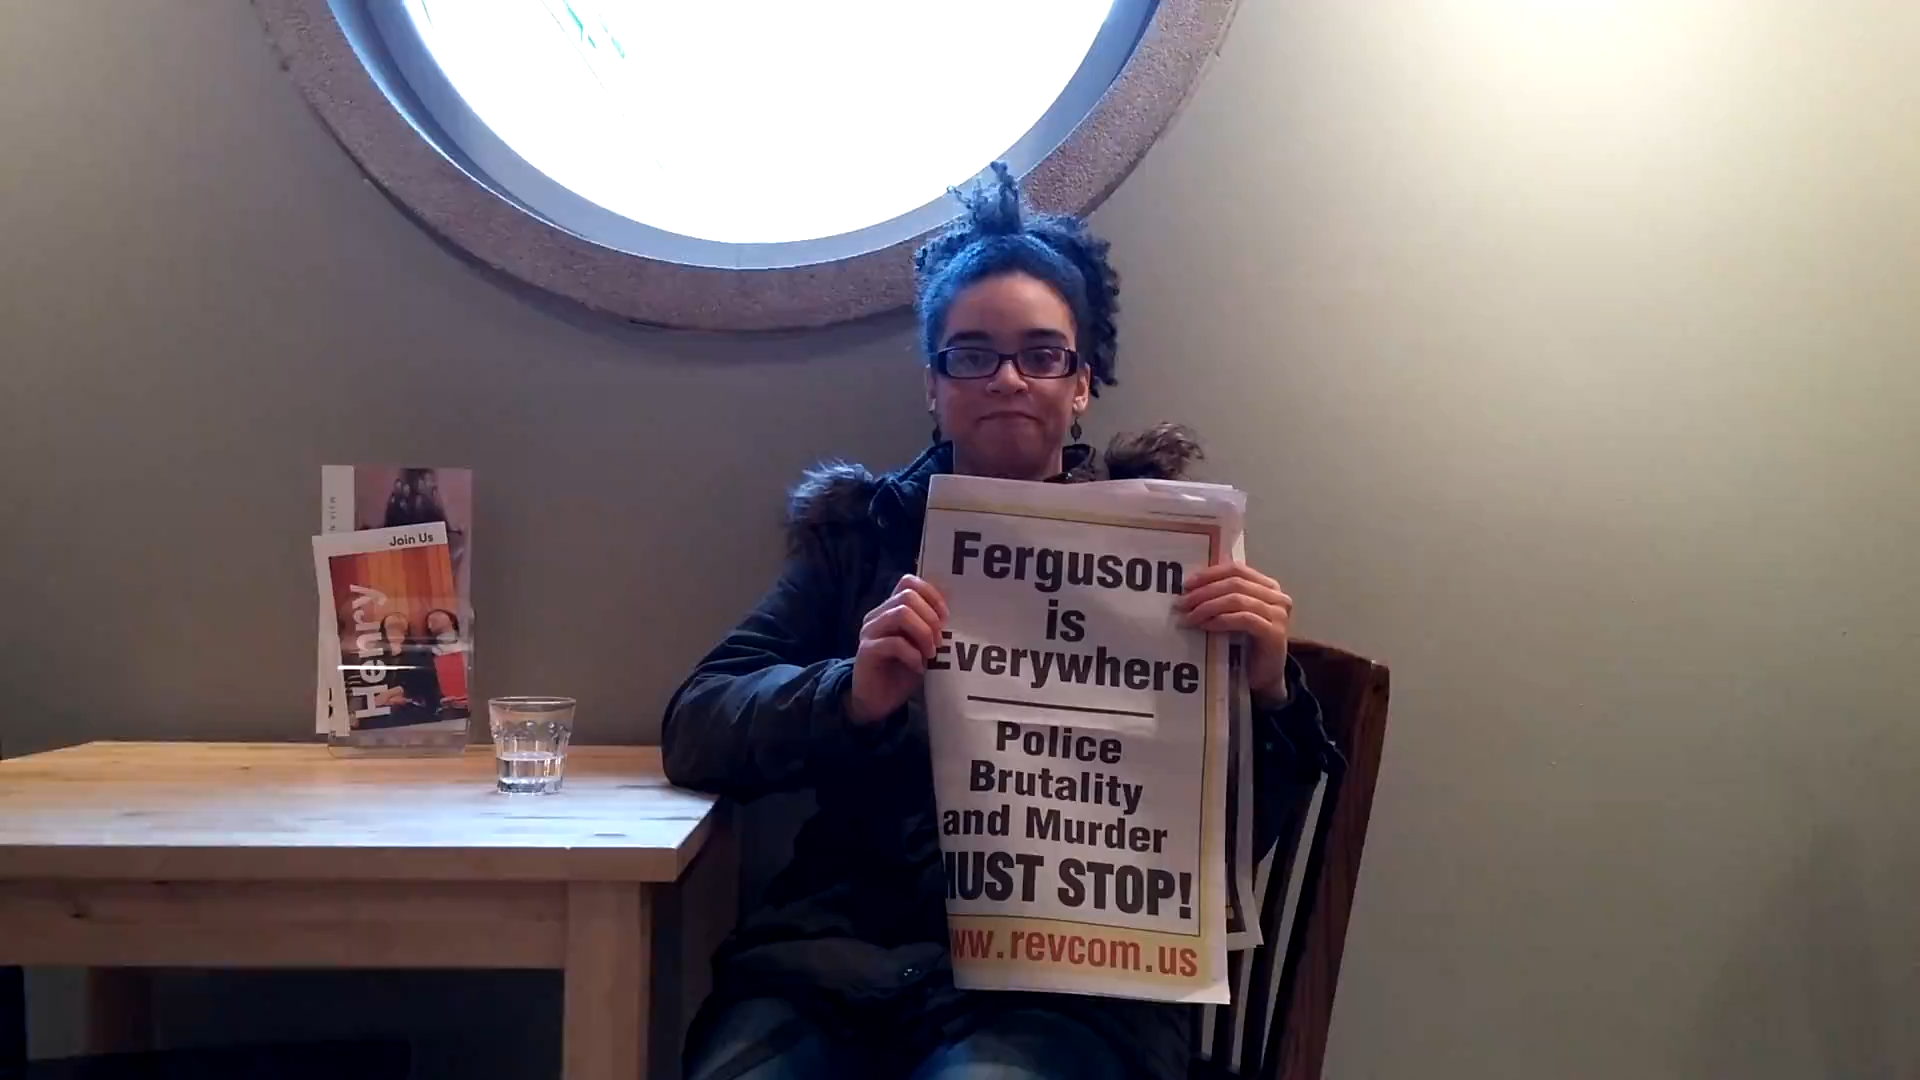 Join Us
Henry
Ferguson
is
Everywhere
Police
Brutality
and Murder
MUST STOP!
www.revcom.us